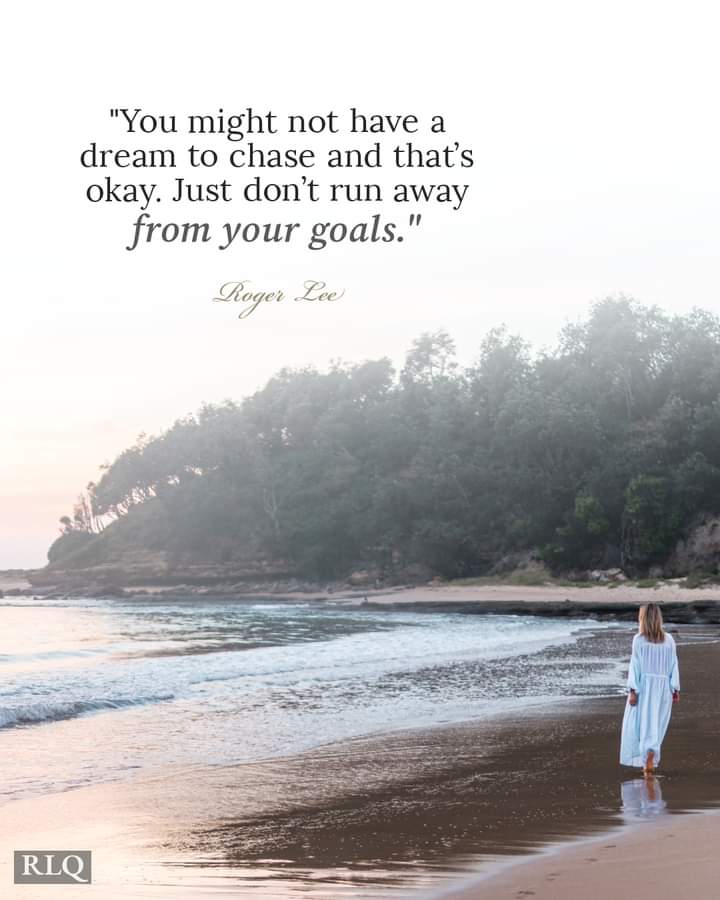 "You might not have a
dream to chase and that’s
okay. Just don’t run away
from your goals."
Roger Lee
RLQ